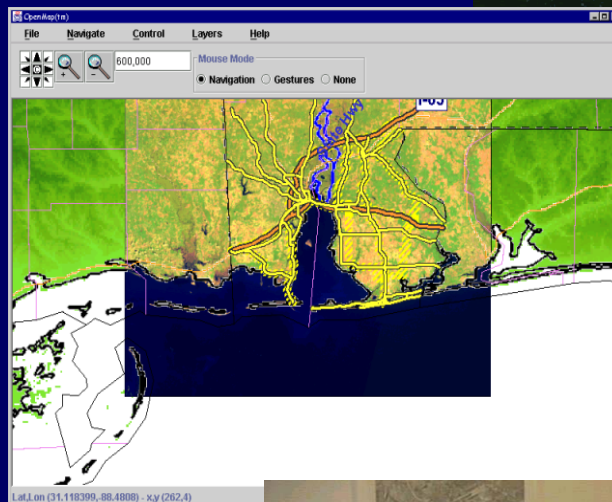 OpenMap(tm)
File Navigate Control Layers Help
600,000
Mouse Mode
Navigation Gestures None
I-65
Hwy
Lat,Lon (31.118399,-88.4808) - x,y (262,4)